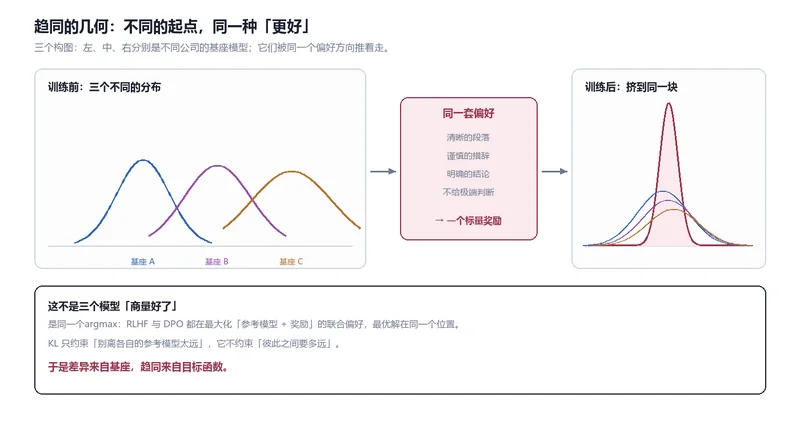 趋同的几何：不同的起点，同一种「更好」
三个构图：左、中、右分别是不同公司的基座模型；它们被同一个偏好方向推着走。
训练前：三个不同的分布
基座 A
基座 B
基座 C
同一套偏好
清晰的段落
谨慎的措辞
明确的结论
不给极端判断
→ 一个标量奖励
训练后：挤到同一块
这不是三个模型「商量好了」
是同一个argmax：RLHF 与 DPO 都在最大化「参考模型 + 奖励」的联合偏好，最优解在同一个位置。
KL 只约束「别离各自的参考模型太远」，它不约束「彼此之间要多远」。
于是差异来自基座，趋同来自目标函数。